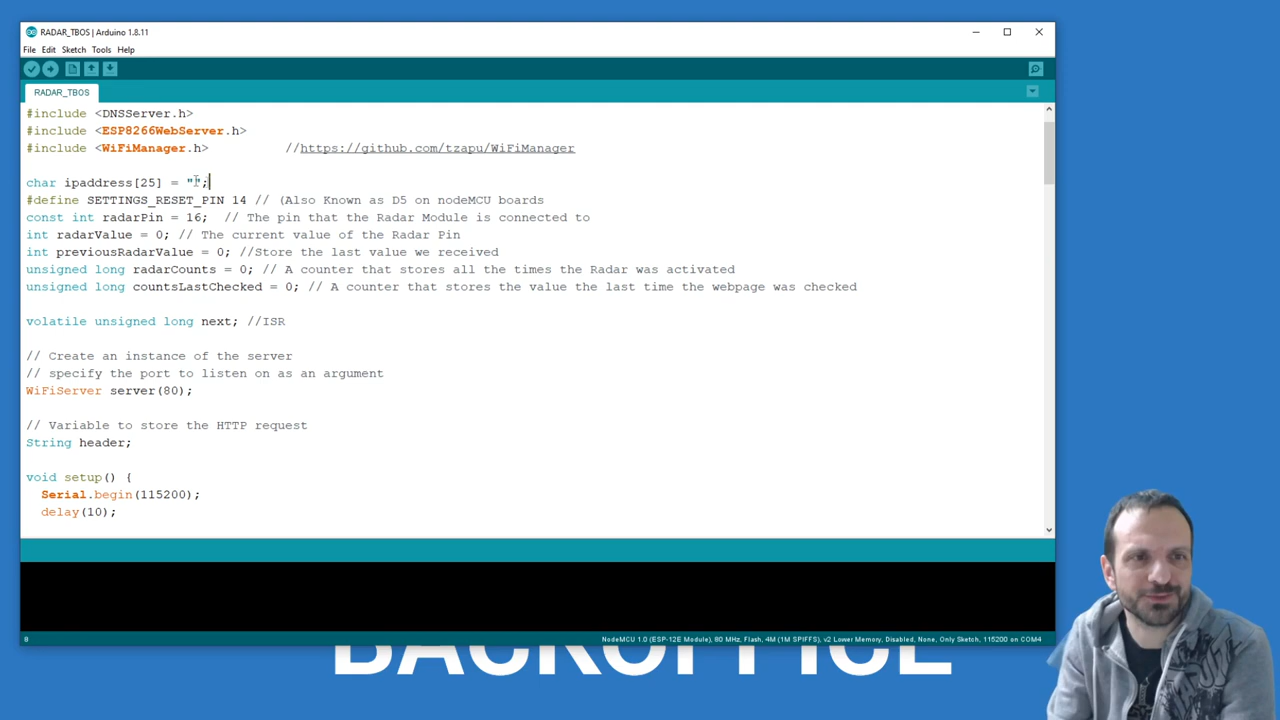 RADAR_TBOS | Arduino 1.8.11
File Edit Sketch Tools Help
RADAR_TBOS
#include <DNSServer.h>
#include <ESP8266WebServer.h>
#include <WiFiManager.h> //https://github.com/tzapu/WiFiManager
char ipaddress[25] = "";
#define SETTINGS_RESET_PIN 14 // (Also Known as D5 on nodeMCU boards
const int radarPin = 16; // The pin that the Radar Module is connected to
int radarValue = 0; // The current value of the Radar Pin
int previousRadarValue = 0; //Store the last value we received
unsigned long radarCounts = 0; // A counter that stores all the times the Radar was activated
unsigned long countsLastChecked = 0; // A counter that stores the value the last time the webpage was checked
volatile unsigned long next; //ISR
// Create an instance of the server
// specify the port to listen on as an argument
WiFiServer server(80);
// Variable to store the HTTP request
String header;
void setup() {
Serial.begin(115200);
delay(10);
8 NodeMCU 1.0 (ESP-12E Module), 80 MHz, Flash, 4M (1M SPIFFS), v2 Lower Memory, Disabled, None, Only Sketch, 115200 on COM4
BACKOFFICE